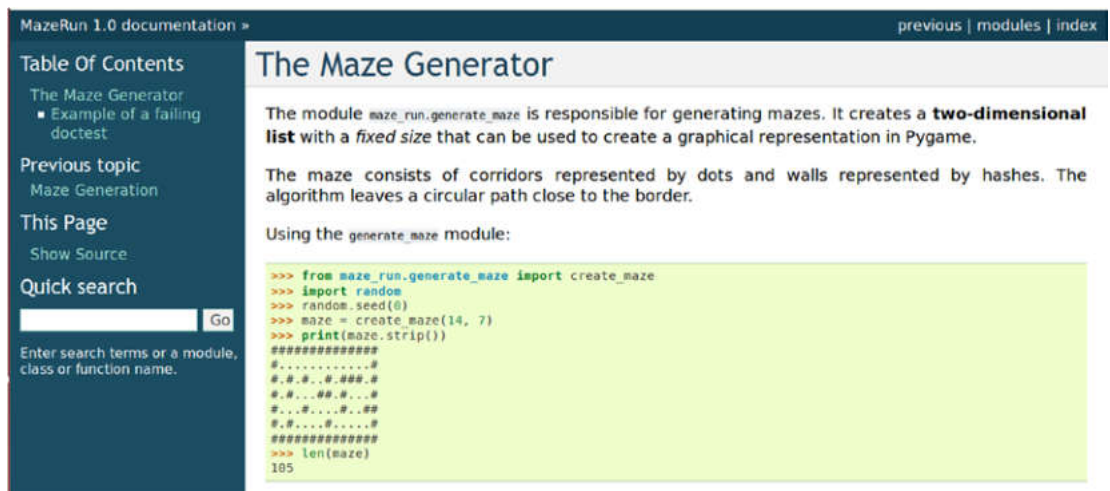 MazeRun 1.0 documentation » previous | modules | index
Table Of Contents
The Maze Generator
▪ Example of a failing
doctest
Previous topic
Maze Generation
This Page
Show Source
Quick search
Go
Enter search terms or a module,
class or function name.
The Maze Generator
The module maze_run.generate_maze is responsible for generating mazes. It creates a two-dimensional
list with a fixed size that can be used to create a graphical representation in Pygame.
The maze consists of corridors represented by dots and walls represented by hashes. The
algorithm leaves a circular path close to the border.
Using the generate_maze module:
>>> from maze_run.generate_maze import create_maze
>>> import random
>>> random.seed(0)
>>> maze = create_maze(14, 7)
>>> print(maze.strip())
##############
#............#
#.#.#..#.###.#
#.#...##.#...#
#...#....#..##
#.#....#.....#
##############
>>> len(maze)
105